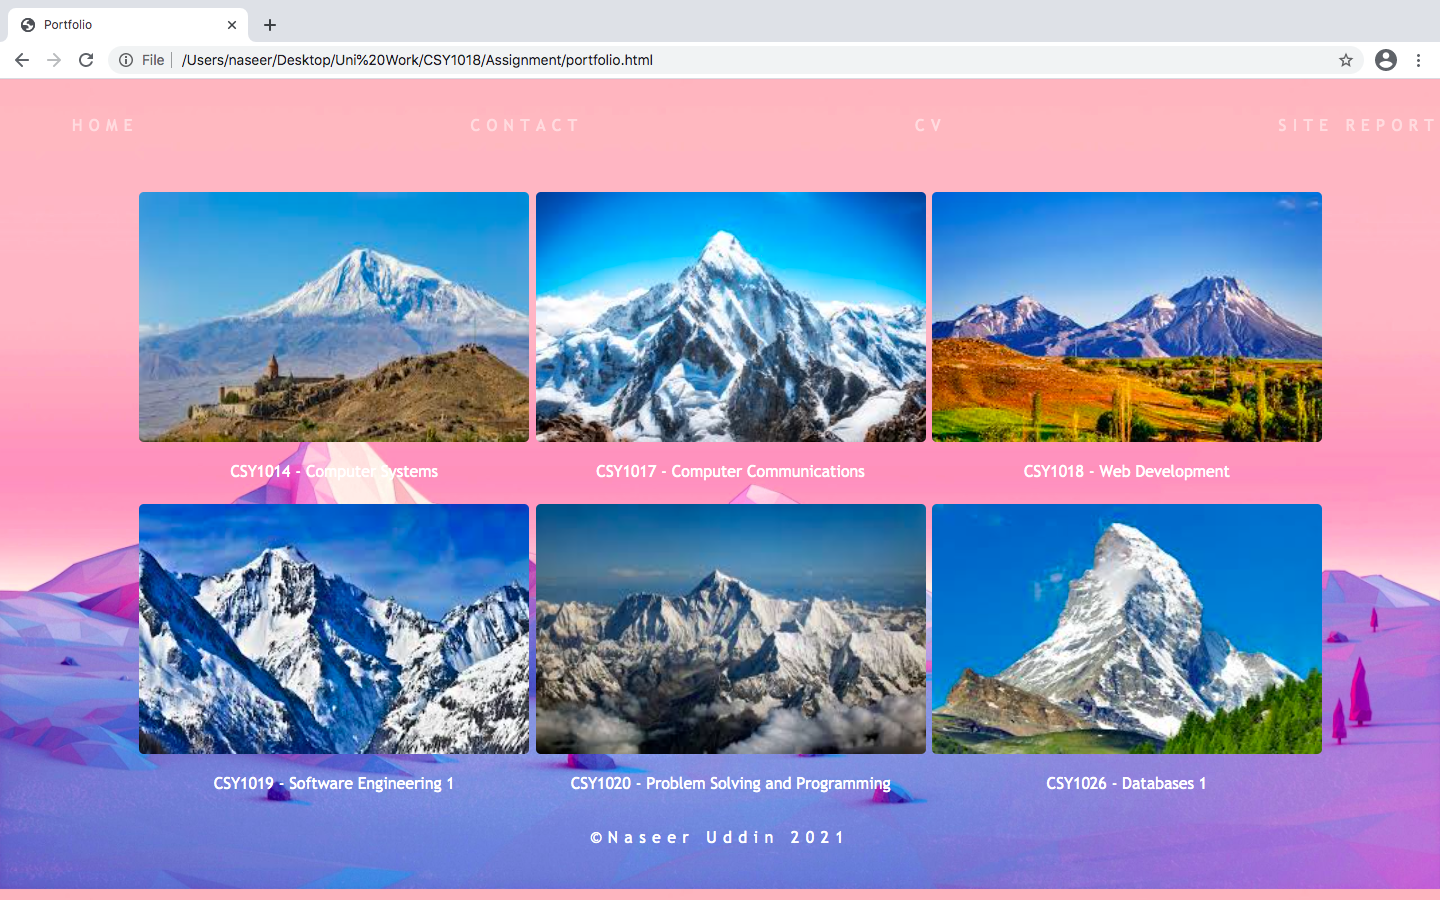 Portfolio
File
/Users/naseer/Desktop/Uni%20Work/CSY1018/Assignment/portfolio.html
HOME CONTACT CV SITE REPORT
CSY1014 - Computer Systems CSY1017 - Computer Communications CSY1018 - Web Development
CSY1019 - Software Engineering 1 CSY1020 - Problem Solving and Programming CSY1026 - Databases 1
©Naseer Uddin 2021